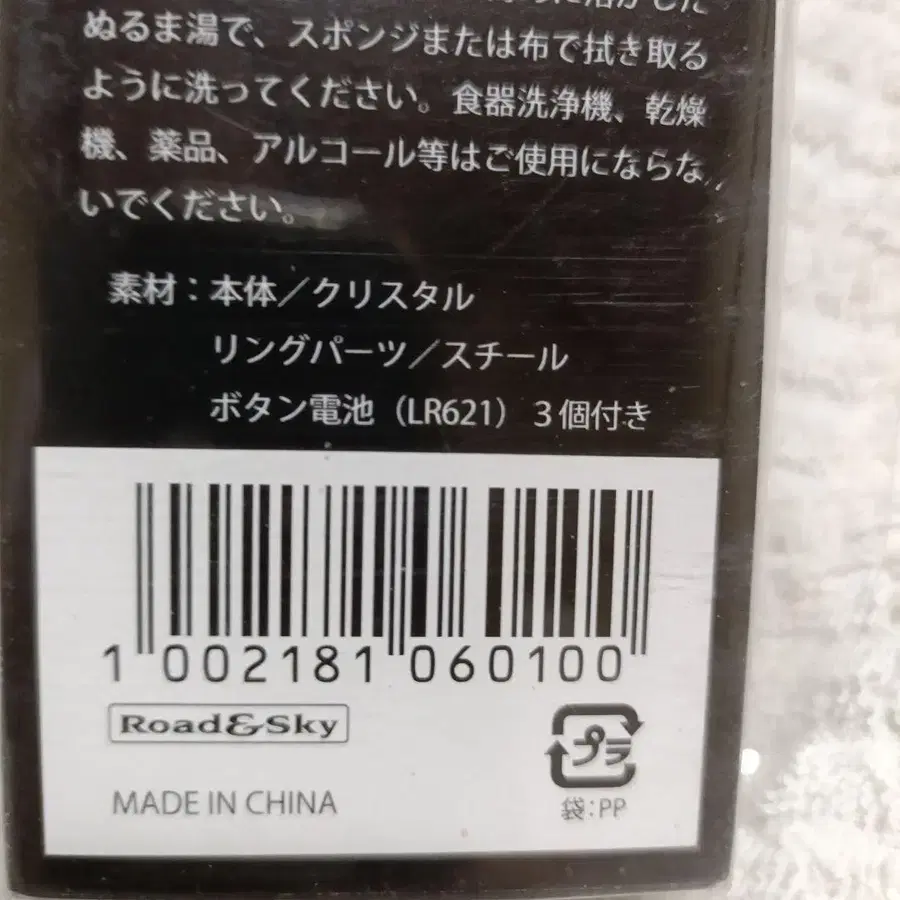 に溶かした
ぬるま湯で、スポンジまたは布で拭き取る
ように洗ってください。食器洗浄機、乾燥
機、薬品、アルコール等はご使用にならな
いでください。
素材：本体／クリスタル
リングパーツ／スチール
ボタン電池（LR621）３個付き
1 002181 060100
Road&Sky
プラ
MADE IN CHINA
袋:PP